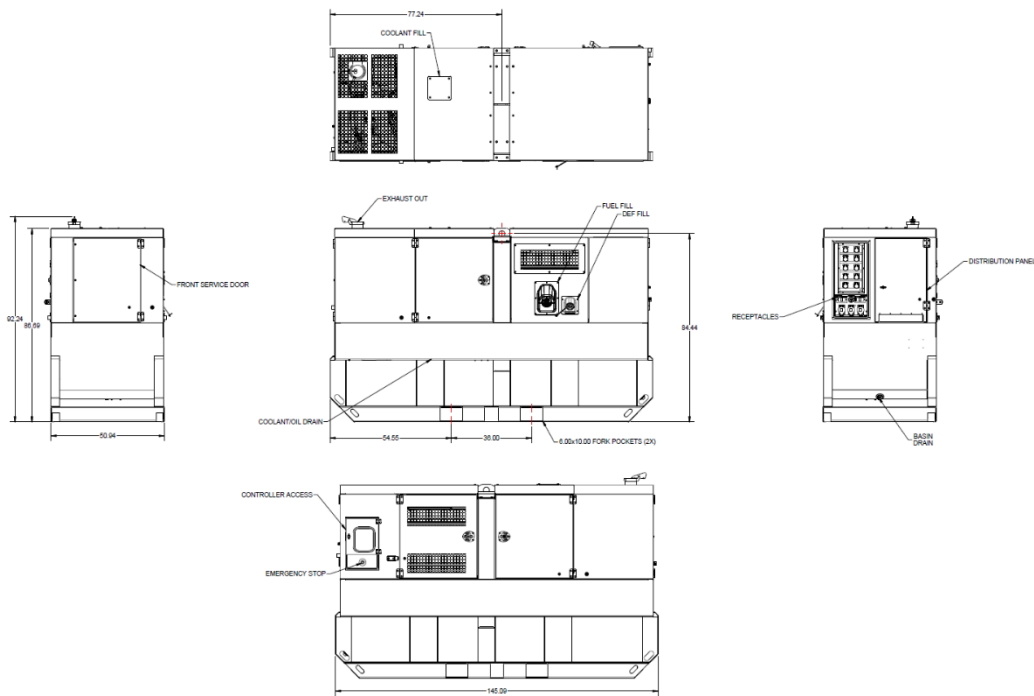 77.24
COOLANT FILL
EXHAUST OUT
FUEL FILL
DEF FILL
FRONT SERVICE DOOR
DISTRIBUTION PANEL
RECEPTACLES
92.24
86.69
84.44
COOLANT/OIL DRAIN
50.94
54.55
36.00
6.00x10.00 FORK POCKETS (2X)
BASIN
DRAIN
CONTROLLER ACCESS
EMERGENCY STOP
145.09